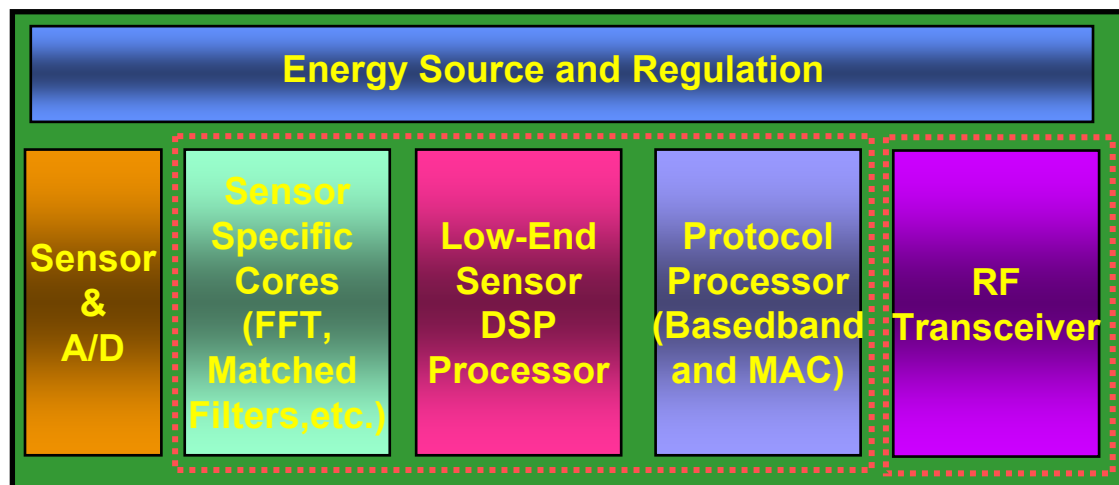 Energy Source and Regulation
Sensor
&
A/D
Sensor
Specific
Cores
(FFT,
Matched
Filters,etc.)
Low-End
Sensor
DSP
Processor
Protocol
Processor
(Basedband
and MAC)
RF
Transceiver